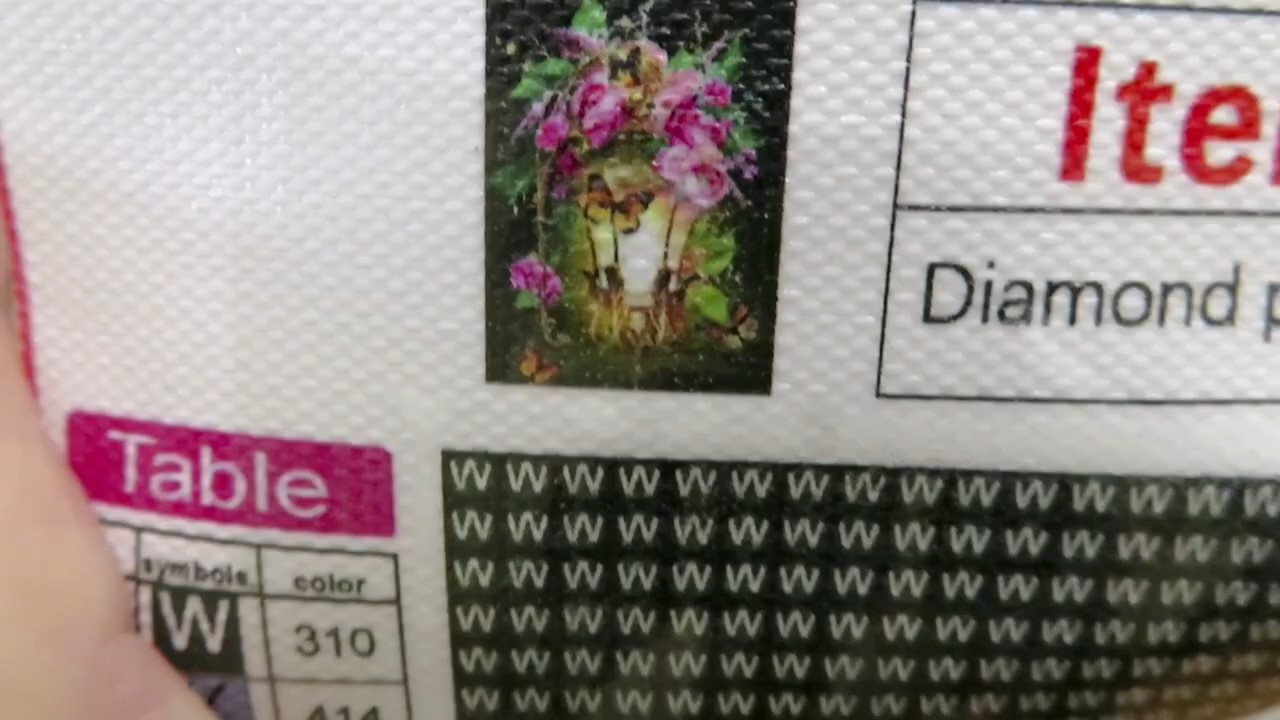 Ite
Diamond p
Table
symbols color
W 310
414
W W W W W W W W W W W W W W W
W W W W W W W W W W W W W W W
W W W W W W W W W W W W W W W
W W W W W W W W W W W W W W W
W W W W W W W W W W W W W W
W W W W W W W W W W W W